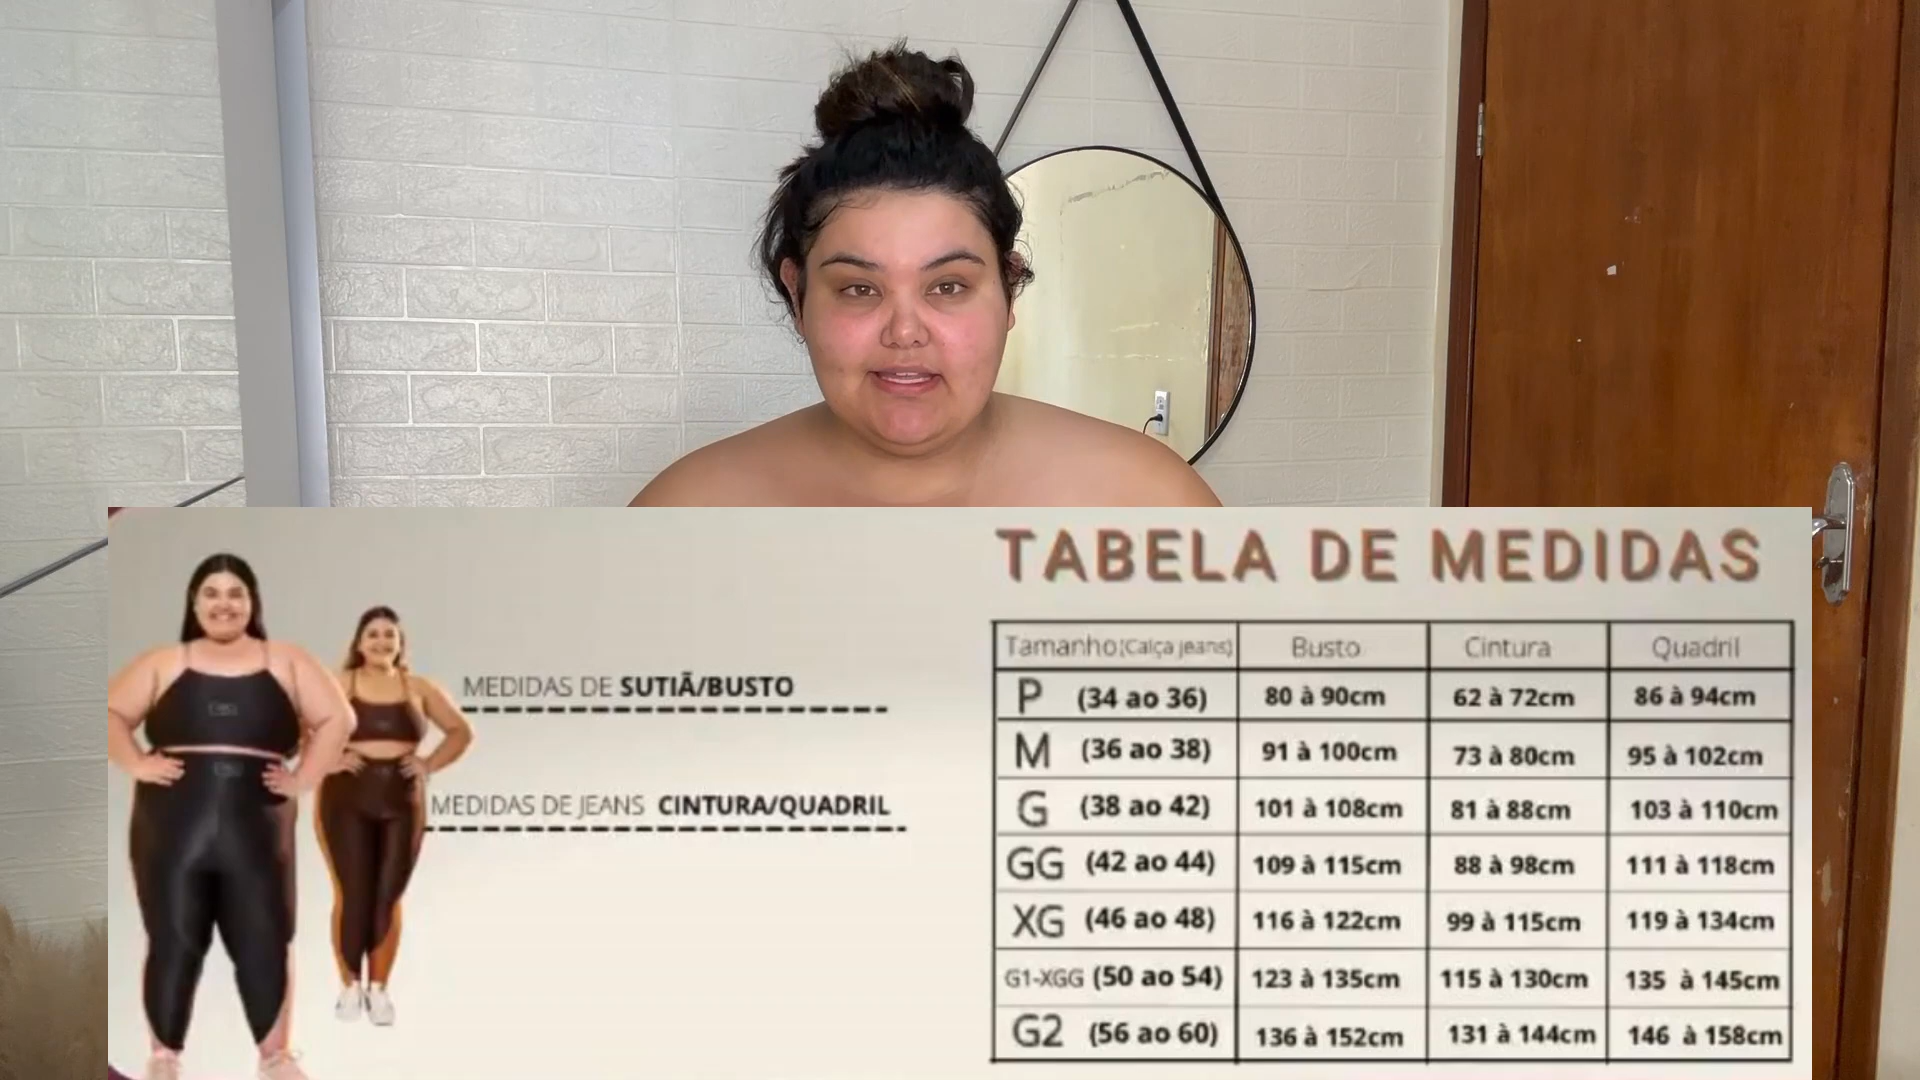 TABELA DE MEDIDAS
MEDIDAS DE SUTIÃ/BUSTO
MEDIDAS DE JEANS CINTURA/QUADRIL
Tamanho(Calça jeans) Busto Cintura Quadril
P (34 ao 36) 80 à 90cm 62 à 72cm 86 à 94cm
M (36 ao 38) 91 à 100cm 73 à 80cm 95 à 102cm
G (38 ao 42) 101 à 108cm 81 à 88cm 103 à 110cm
GG (42 ao 44) 109 à 115cm 88 à 98cm 111 à 118cm
XG (46 ao 48) 116 à 122cm 99 à 115cm 119 à 134cm
G1-XGG (50 ao 54) 123 à 135cm 115 à 130cm 135 à 145cm
G2 (56 ao 60) 136 à 152cm 131 à 144cm 146 à 158cm